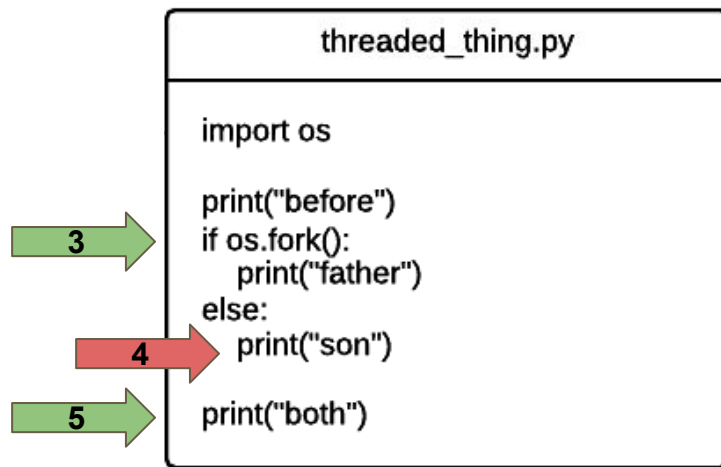 threaded_thing.py
import os
print("before")
3
if os.fork():
print("father")
else:
4
print("son")
5
print("both")